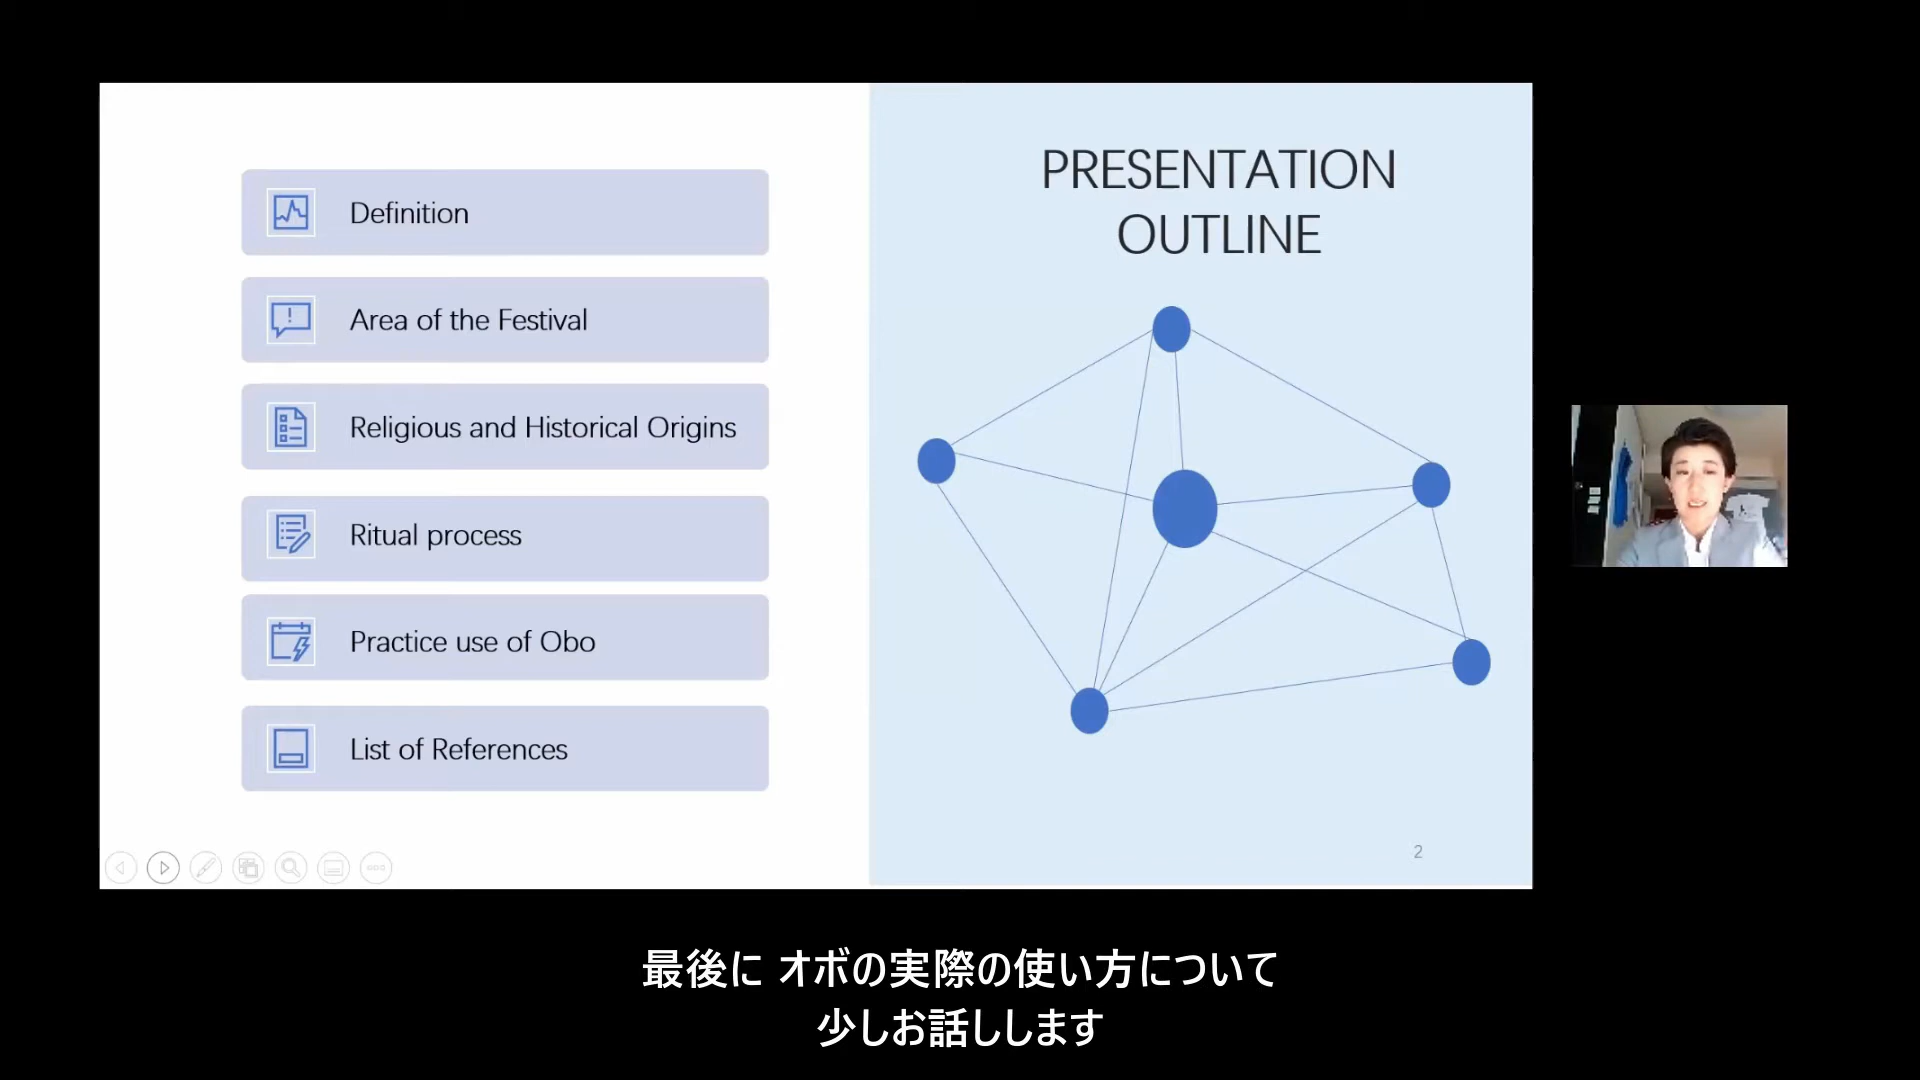 Definition
Area of the Festival
Religious and Historical Origins
Ritual process
Practice use of Obo
List of References
PRESENTATION
OUTLINE
2
最後に オボの実際の使い方について
少しお話しします